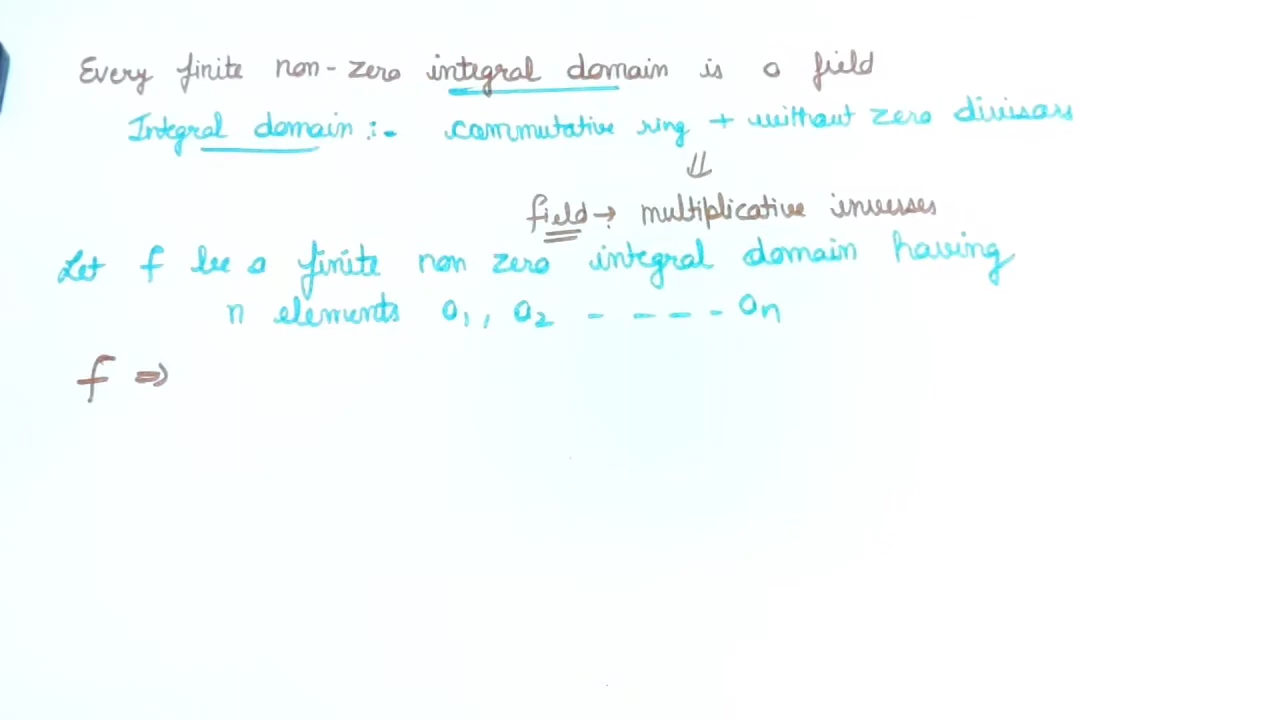 Every finite non-zero integral domain is a field
Integral domain :- commutative ring + without zero divisors
⇓
field → multiplicative inverses
Let f be a finite non zero integral domain having
n elements a₁, a₂ - - - - - aₙ
f ⇒